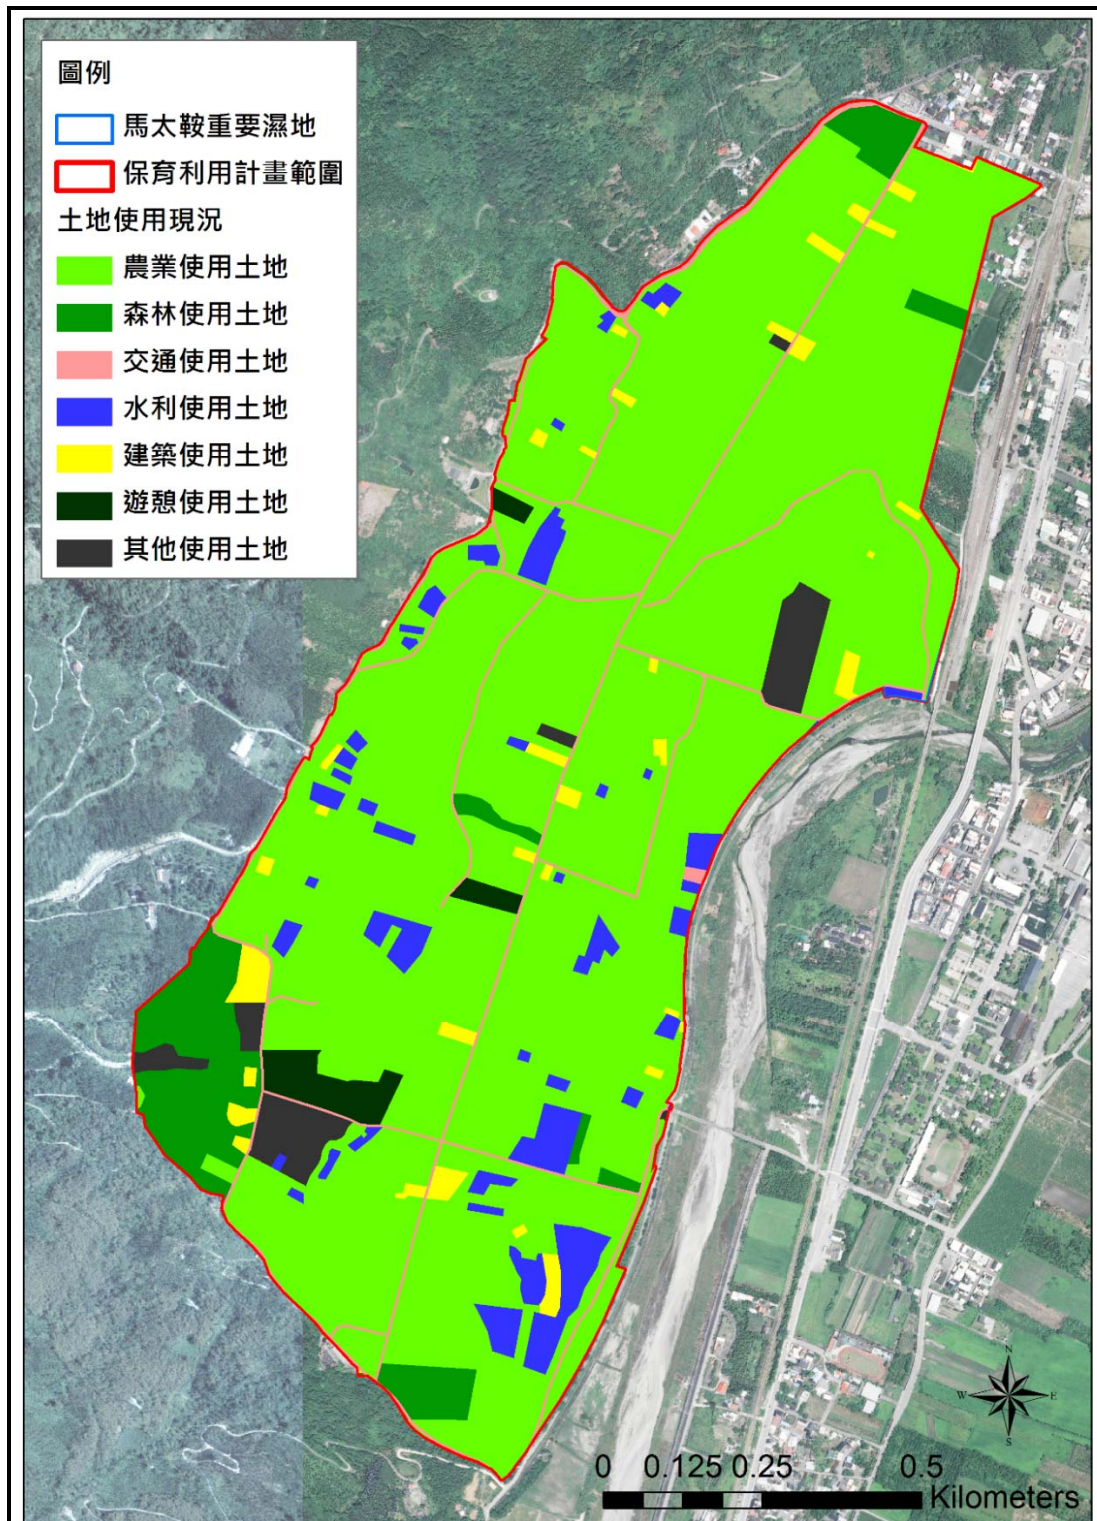 圖例
馬太鞍重要濕地
保育利用計畫範圍
土地使用現況
農業使用土地
森林使用土地
交通使用土地
水利使用土地
建築使用土地
遊憩使用土地
其他使用土地
N
W E
S
0 0.125 0.25 0.5
Kilometers